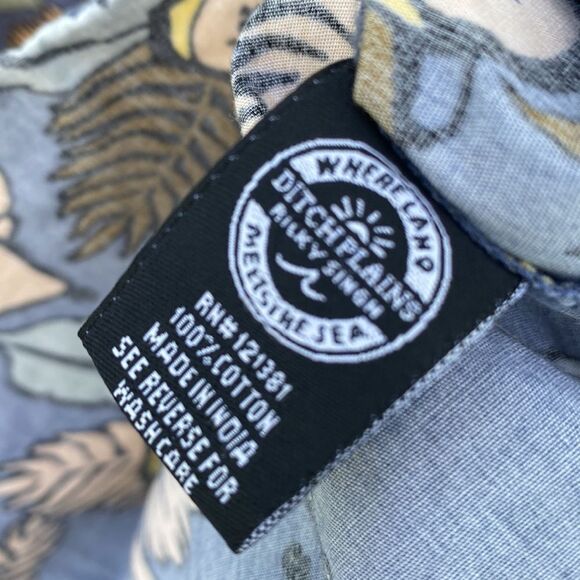 WHERE LAND
DITCH PLAINS
RILKY SINGH
MEETS THE SEA
RN# 121381
100% COTTON
MADE IN INDIA
SEE REVERSE FOR
WASH CARE